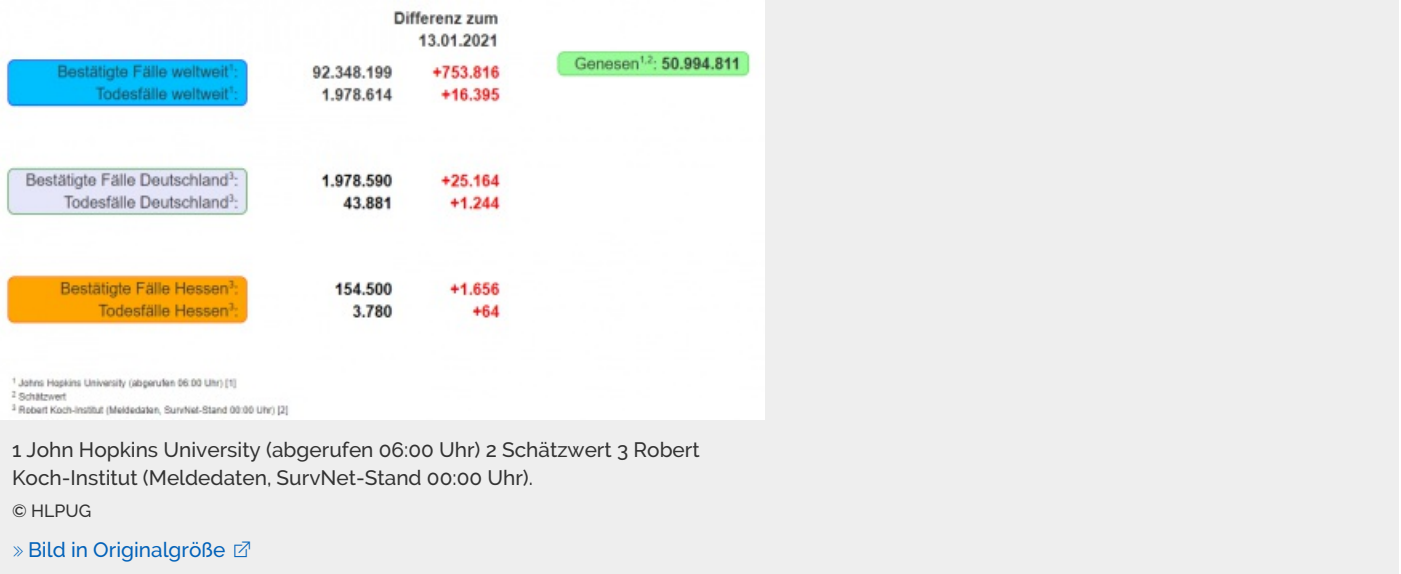 Differenz zum
13.01.2021
Bestätigte Fälle weltweit¹: 92.348.199 +753.816 Genesen¹·²: 50.994.811
Todesfälle weltweit¹: 1.978.614 +16.395
Bestätigte Fälle Deutschland³: 1.978.590 +25.164
Todesfälle Deutschland³: 43.881 +1.244
Bestätigte Fälle Hessen³: 154.500 +1.656
Todesfälle Hessen³: 3.780 +64
¹ Johns Hopkins University (abgerufen 06:00 Uhr) [1]
² Schätzwert
³ Robert Koch-Institut (Meldedaten, SurvNet-Stand 00:00 Uhr) [2]
1 John Hopkins University (abgerufen 06:00 Uhr) 2 Schätzwert 3 Robert
Koch-Institut (Meldedaten, SurvNet-Stand 00:00 Uhr).
© HLPUG
» Bild in Originalgröße